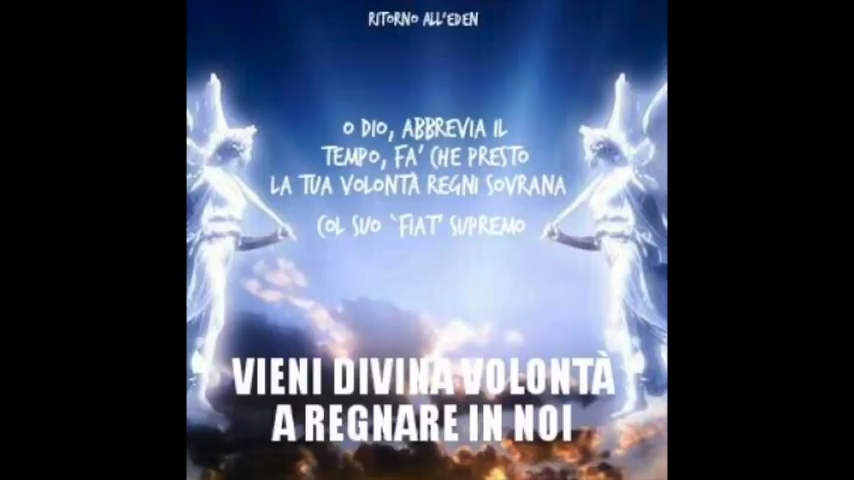 RITORNO ALL'EDEN
O DIO, ABBREVIA IL
TEMPO, FA' CHE PRESTO
LA TUA VOLONTÀ REGNI SOVRANA
COL SUO `FIAT' SUPREMO
VIENI DIVINA VOLONTÀ
A REGNARE IN NOI